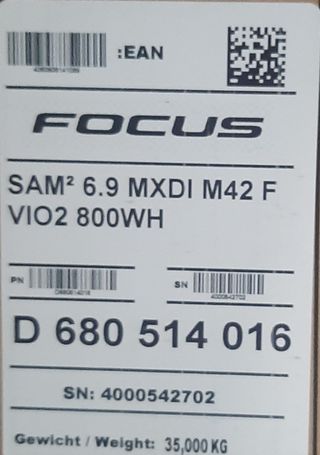 :EAN
FOCUS
SAM² 6.9 MXDI M42 F
VIO2 800WH
PN
SN
4000542702
D 680 514 016
SN: 4000542702
Gewicht / Weight: 35,000 KG